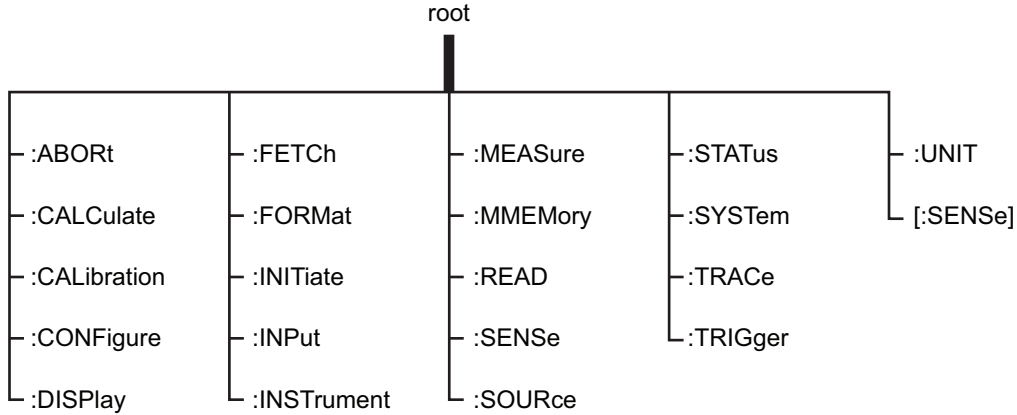 root
:ABORt
:CALCulate
:CALibration
:CONFigure
:DISPlay
:FETCh
:FORMat
:INITiate
:INPut
:INSTrument
:MEASure
:MMEMory
:READ
:SENSe
:SOURce
:STATus
:SYSTem
:TRACe
:TRIGger
:UNIT
[:SENSe]